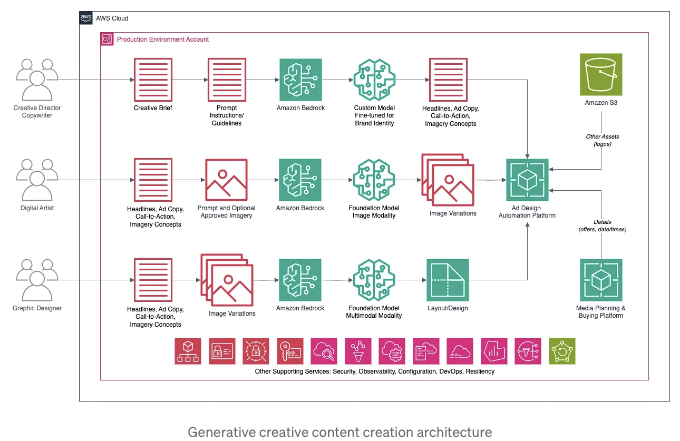 aws
AWS Cloud
Production Environment Account
Creative Director
Copywriter
Creative Brief
Prompt
Instructions/
Guidelines
Amazon Bedrock
Custom Model
Fine-tuned for
Brand Identity
Headlines, Ad Copy,
Call-to-Action,
Imagery Concepts
Amazon S3
Other Assets
(logos)
Digital Artist
Headlines, Ad Copy,
Call-to-Action,
Imagery Concepts
Prompt and Optional
Approved Imagery
Amazon Bedrock
Foundation Model
Image Modality
Image Variations
Ad Design
Automation Platform
Details
(offers, date/times)
Graphic Designer
Headlines, Ad Copy,
Call-to-Action,
Imagery Concepts
Image Variations
Amazon Bedrock
Foundation Model
Multimodal Modality
Layout/Design
Media Planning &
Buying Platform
Other Supporting Services: Security, Observability, Configuration, DevOps, Resiliency
Generative creative content creation architecture